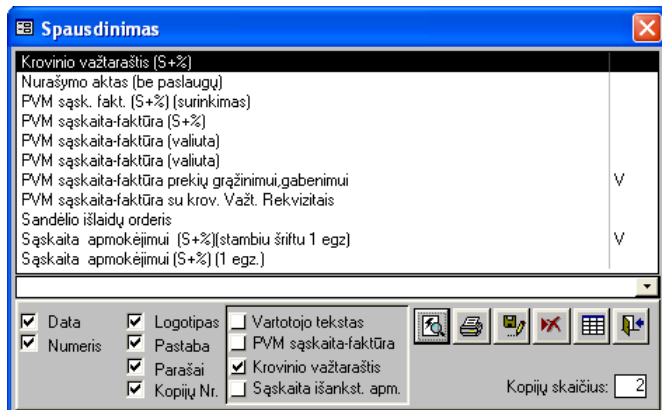 Spausdinimas
Krovinio važtaraštis (S+%)
Nurašymo aktas (be paslaugų)
PVM sąsk. fakt. (S+%) (surinkimas)
PVM sąskaita-faktūra (S+%)
PVM sąskaita-faktūra (valiuta)
PVM sąskaita-faktūra (valiuta)
PVM sąskaita-faktūra prekių grąžinimui,gabenimui V
PVM sąskaita-faktūra su krov. Važt. Rekvizitais
Sandėlio išlaidų orderis
Sąskaita apmokėjimui (S+%)(stambiu šriftu 1 egz) V
Sąskaita apmokėjimui (S+%) (1 egz.)
Data Logotipas Vartotojo tekstas
Numeris Pastaba PVM sąskaita-faktūra
Parašai Krovinio važtaraštis
Kopijų Nr. Sąskaita išankst. apm. Kopijų skaičius: 2